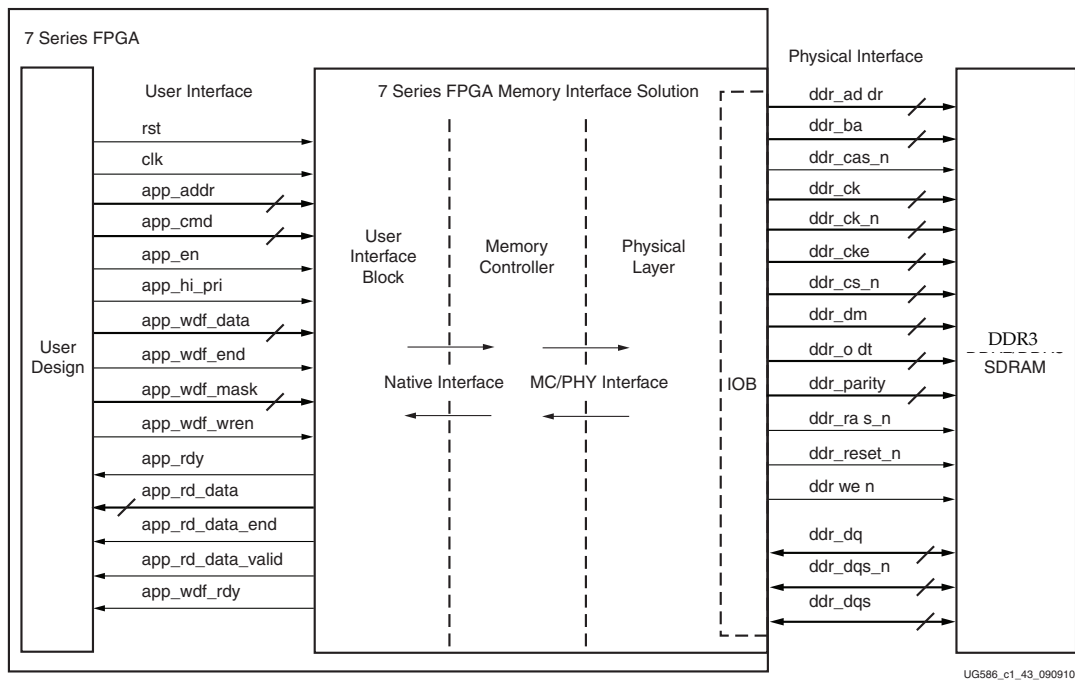 7 Series FPGA
Physical Interface
User Interface
7 Series FPGA Memory Interface Solution
rst
clk
app_addr
app_cmd
app_en
app_hi_pri
app_wdf_data
app_wdf_end
app_wdf_mask
app_wdf_wren
app_rdy
app_rd_data
app_rd_data_end
app_rd_data_valid
app_wdf_rdy
User
Design
User
Interface
Block
Memory
Controller
Physical
Layer
Native Interface
MC/PHY Interface
IOB
ddr_ad dr
ddr_ba
ddr_cas_n
ddr_ck
ddr_ck_n
ddr_cke
ddr_cs_n
ddr_dm
ddr_o dt
ddr_parity
ddr_ra s_n
ddr_reset_n
ddr we n
ddr_dq
ddr_dqs_n
ddr_dqs
DDR3
SDRAM
UG586_c1_43_090910